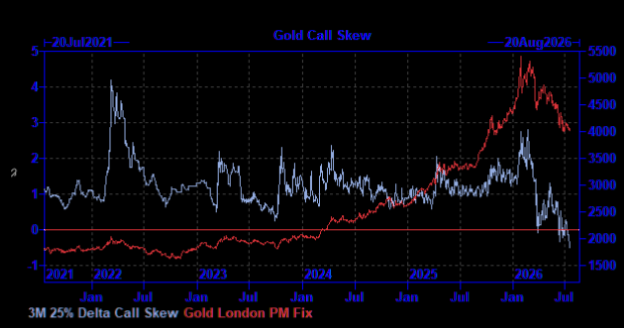 Gold Call Skew
20Jul2021
20Aug2026
5 5500
4 5000
4500
3 4000
2 3500
1 3000
2500
0 2000
-1 1500
2021 2022 2023 2024 2025 2026
Jan Jul Jan Jul Jan Jul Jan Jul Jan Jul
3M 25% Delta Call Skew Gold London PM Fix